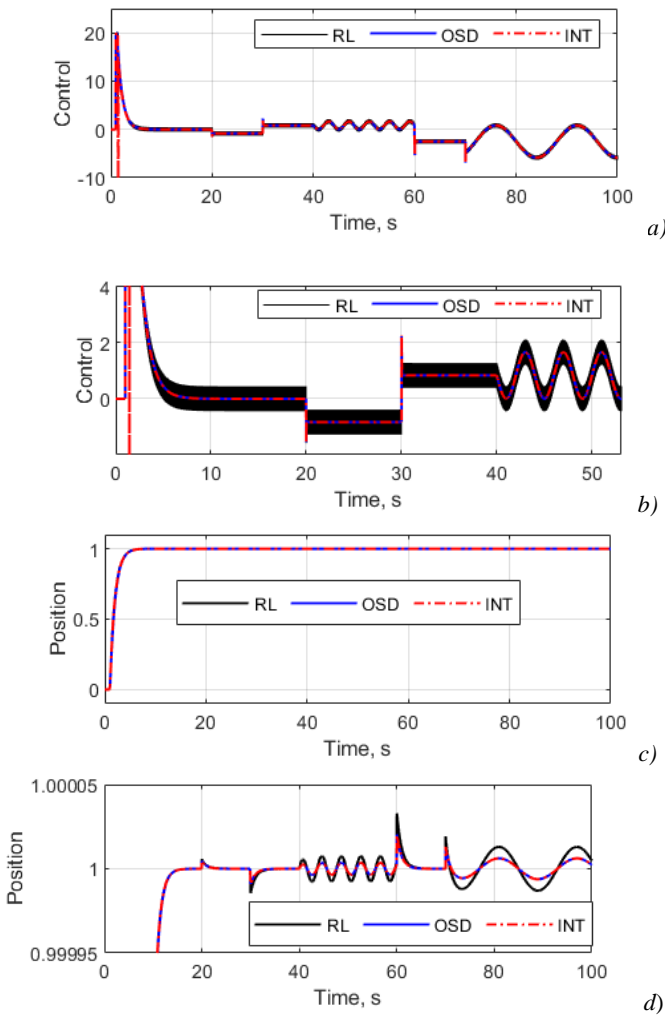 20
10
0
-10
Control
RL OSD INT
0 20 40 60 80 100
Time, s
a)
4
2
0
Control
RL OSD INT
0 10 20 30 40 50
Time, s
b)
1
0.5
0
Position
RL OSD INT
0 20 40 60 80 100
Time, s
c)
1.00005
1
0.99995
Position
RL OSD INT
0 20 40 60 80 100
Time, s
d)